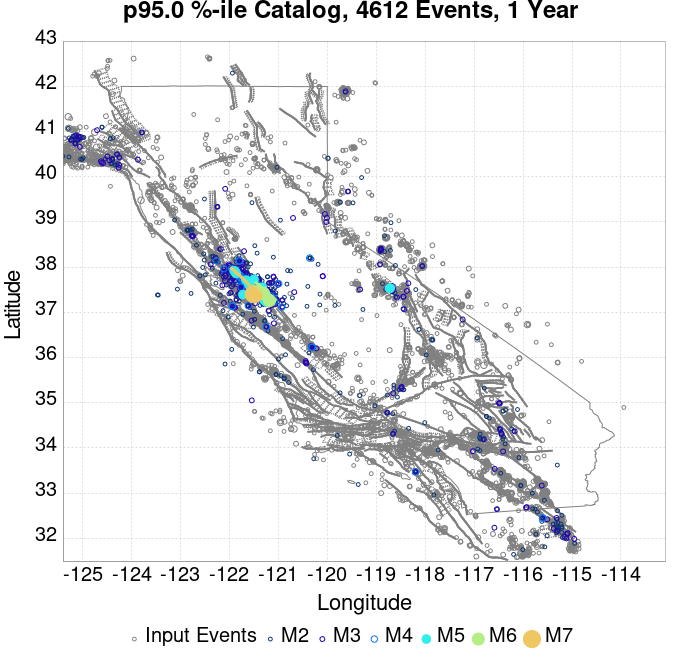 p95.0 %-ile Catalog, 4612 Events, 1 Year
43
42
41
40
39
38
37
36
35
34
33
32
Latitude
-125 -124 -123 -122 -121 -120 -119 -118 -117 -116 -115 -114
Longitude
Input Events M2 M3 M4 M5 M6 M7